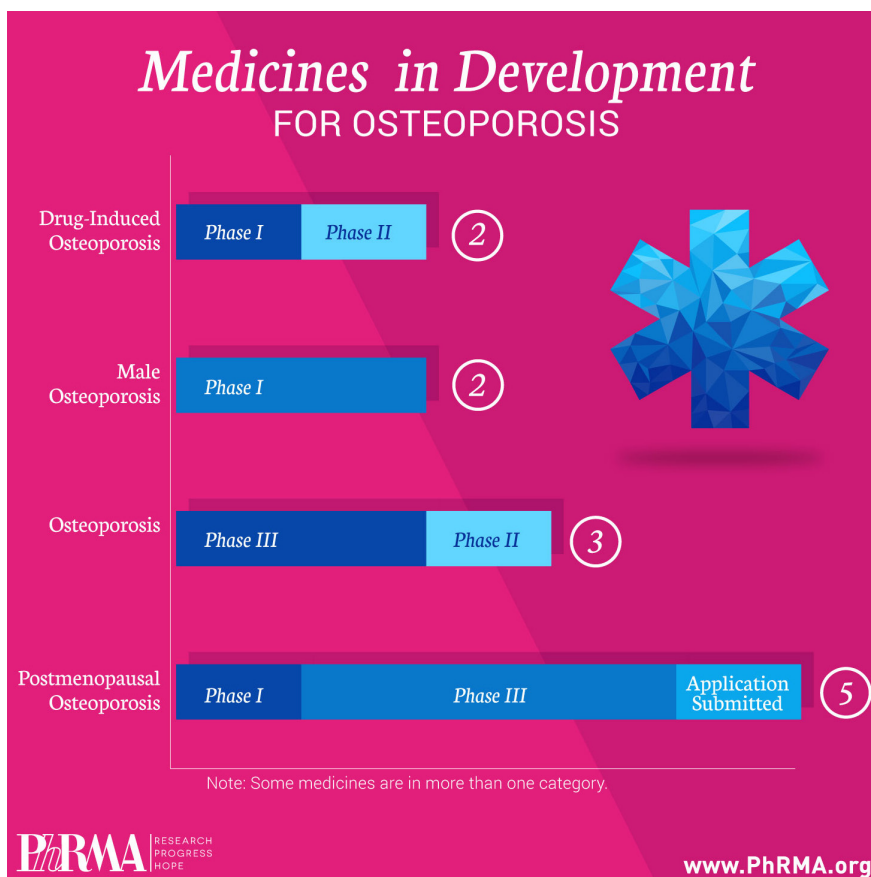 Medicines in Development
FOR OSTEOPOROSIS
Drug-Induced
Osteoporosis
Phase I
Phase II
2
Male
Osteoporosis
Phase I
2
Osteoporosis
Phase III
Phase II
3
Postmenopausal
Osteoporosis
Phase I
Phase III
Application
Submitted
5
Note: Some medicines are in more than one category.
PhRMA
RESEARCH
PROGRESS
HOPE
www.PhRMA.org